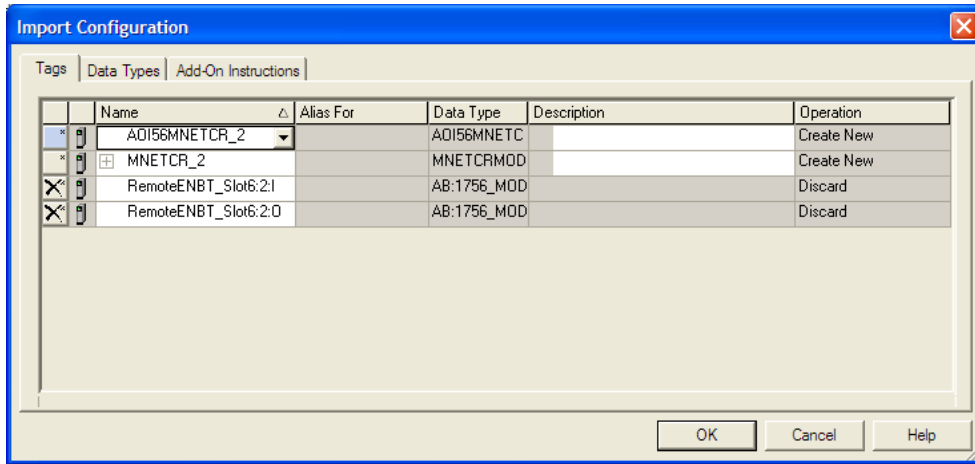 Import Configuration
Tags Data Types Add-On Instructions
Name Alias For Data Type Description Operation
AOI56MNETCR_2 AOI56MNETC Create New
MNETCR_2 MNETCRMOD Create New
RemoteENBT_Slot6:2:I AB:1756_MOD Discard
RemoteENBT_Slot6:2:O AB:1756_MOD Discard
OK Cancel Help